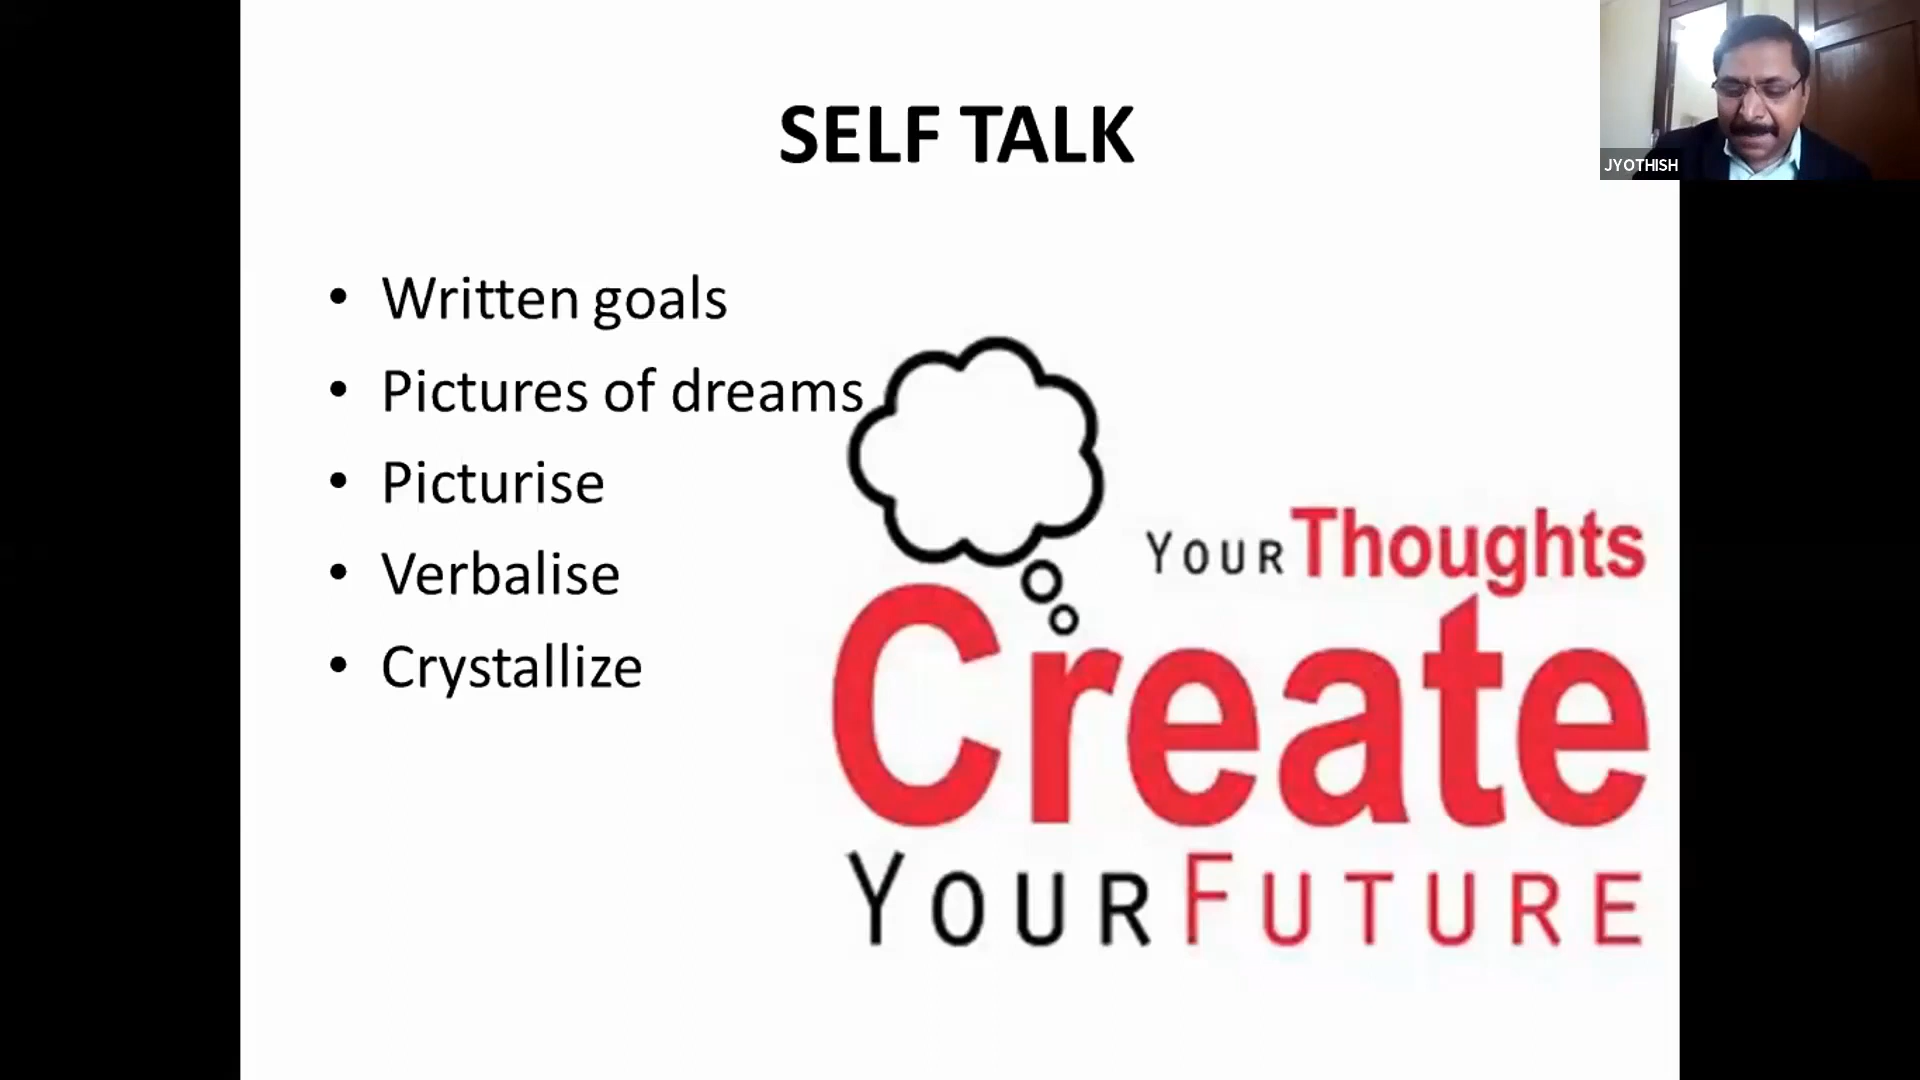 SELF TALK
JYOTHISH
• Written goals
• Pictures of dreams
• Picturise
• Verbalise
• Crystallize
YOUR Thoughts
Create
YOUR FUTURE